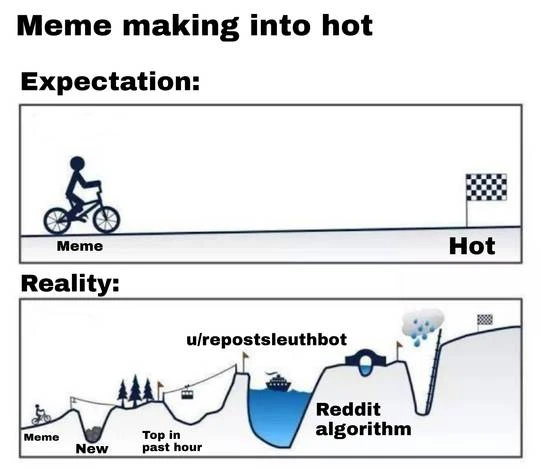 Meme making into hot
Expectation:
Meme
Hot
Reality:
u/repostsleuthbot
Meme
New
Top in
past hour
Reddit
algorithm